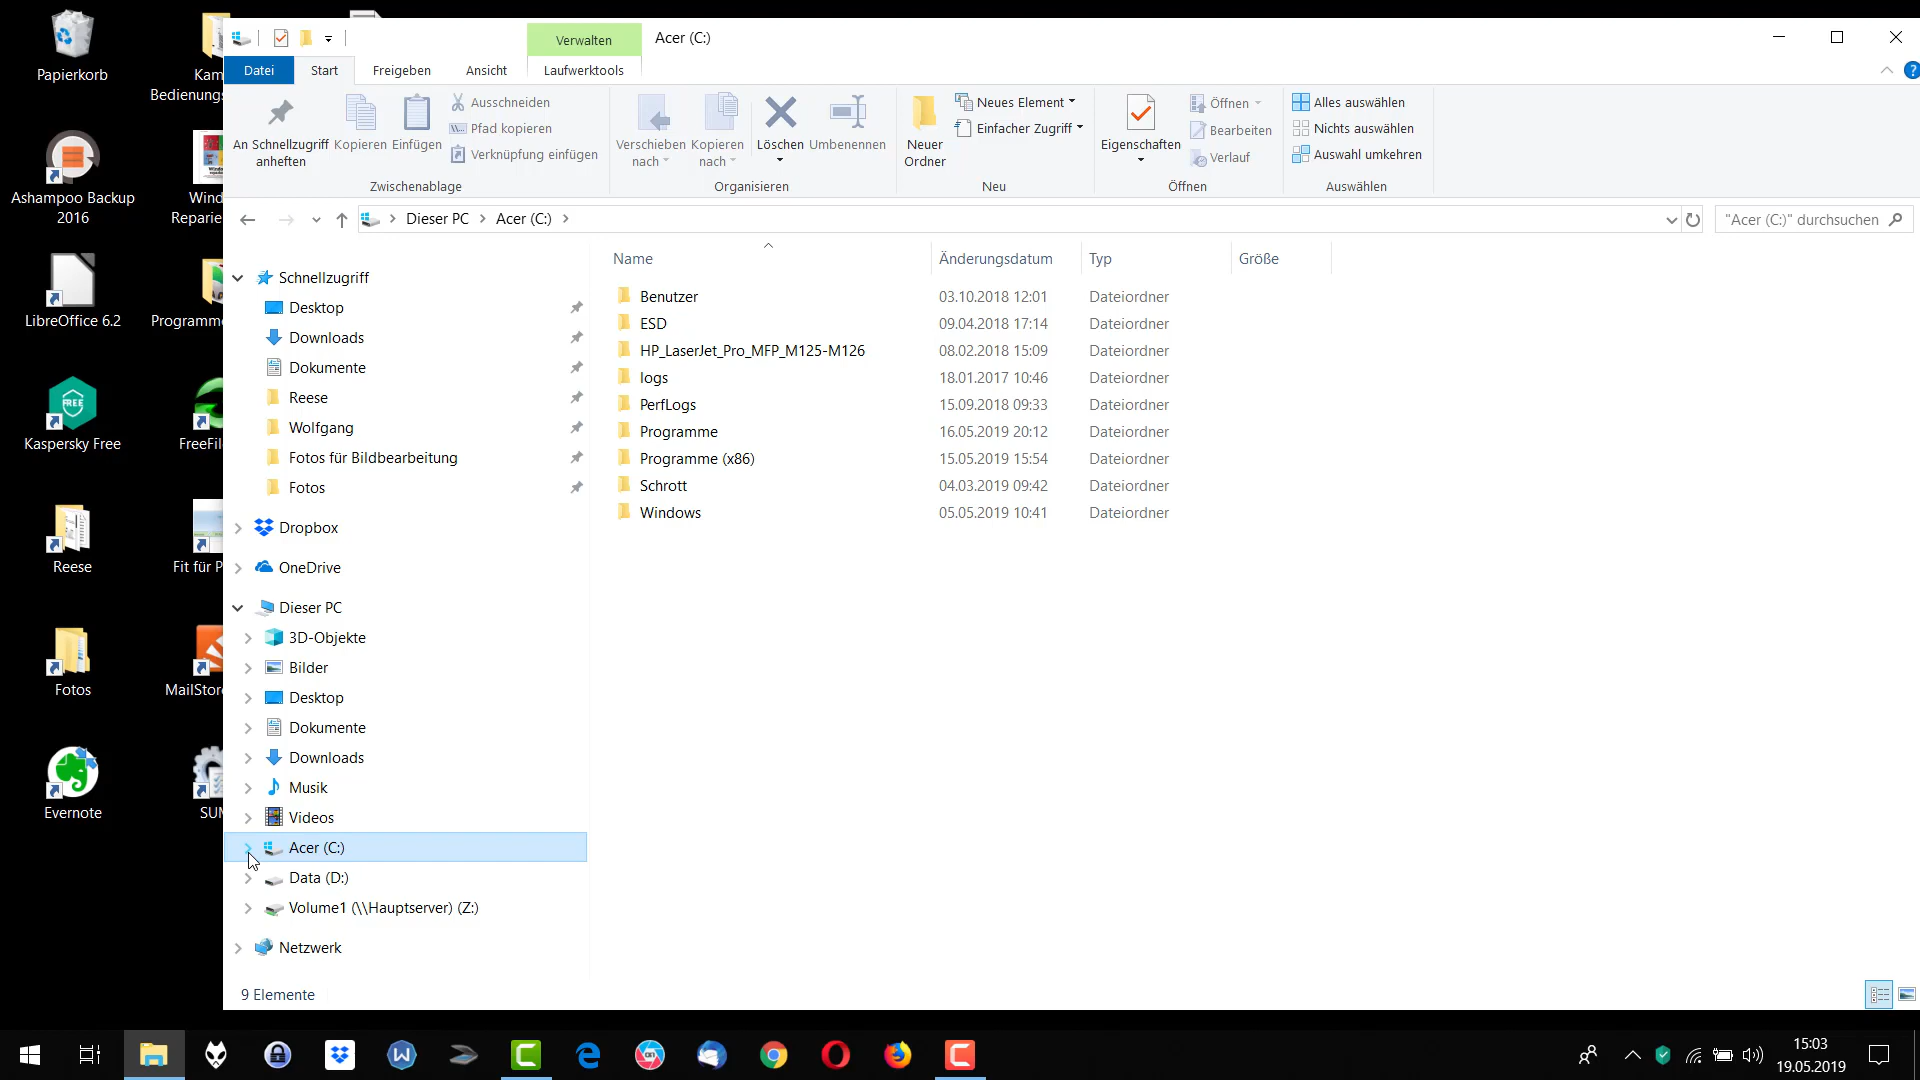 Papierkorb
Kam
Bedienungs
Ashampoo Backup
2016
Wind
Reparie
LibreOffice 6.2
Programme
FREE
Kaspersky Free
FreeFil
Reese
Fit für P
Fotos
MailStore
Evernote
SUM
Verwalten
Acer (C:)
Datei
Start
Freigeben
Ansicht
Laufwerktools
?
An Schnellzugriff
anheften
Kopieren
Einfügen
Ausschneiden
Pfad kopieren
Verknüpfung einfügen
Zwischenablage
Verschieben
nach
Kopieren
nach
Löschen
Umbenennen
Organisieren
Neuer
Ordner
Neues Element
Einfacher Zugriff
Neu
Eigenschaften
Öffnen
Bearbeiten
Verlauf
Öffnen
Alles auswählen
Nichts auswählen
Auswahl umkehren
Auswählen
Dieser PC
Acer (C:)
"Acer (C:)" durchsuchen
Schnellzugriff
Desktop
Downloads
Dokumente
Reese
Wolfgang
Fotos für Bildbearbeitung
Fotos
Dropbox
OneDrive
Dieser PC
3D-Objekte
Bilder
Desktop
Dokumente
Downloads
Musik
Videos
Acer (C:)
Data (D:)
Volume1 (\\Hauptserver) (Z:)
Netzwerk
Name Änderungsdatum Typ Größe
Benutzer 03.10.2018 12:01 Dateiordner
ESD 09.04.2018 17:14 Dateiordner
HP_LaserJet_Pro_MFP_M125-M126 08.02.2018 15:09 Dateiordner
logs 18.01.2017 10:46 Dateiordner
PerfLogs 15.09.2018 09:33 Dateiordner
Programme 16.05.2019 20:12 Dateiordner
Programme (x86) 15.05.2019 15:54 Dateiordner
Schrott 04.03.2019 09:42 Dateiordner
Windows 05.05.2019 10:41 Dateiordner
9 Elemente
15:03
19.05.2019